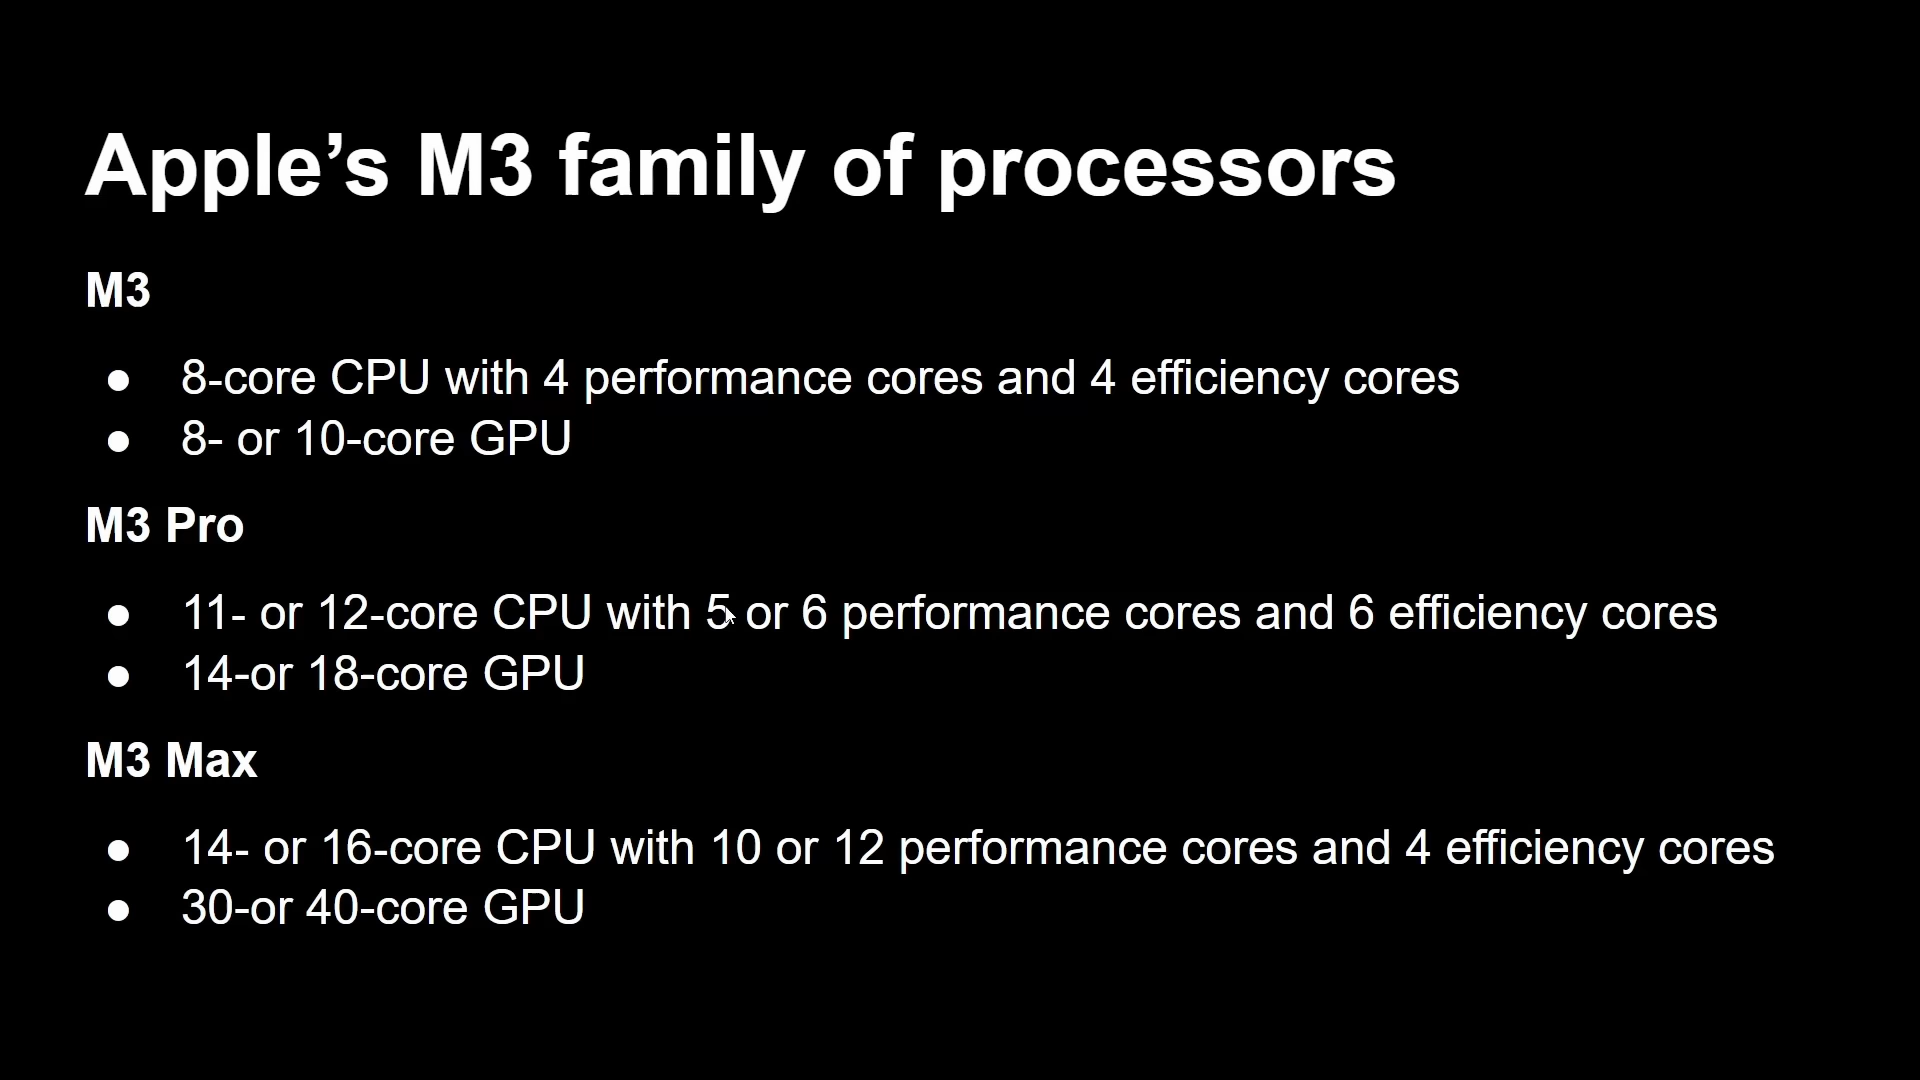 Apple’s M3 family of processors
M3
● 8-core CPU with 4 performance cores and 4 efficiency cores
● 8- or 10-core GPU
M3 Pro
● 11- or 12-core CPU with 5 or 6 performance cores and 6 efficiency cores
● 14-or 18-core GPU
M3 Max
● 14- or 16-core CPU with 10 or 12 performance cores and 4 efficiency cores
● 30-or 40-core GPU